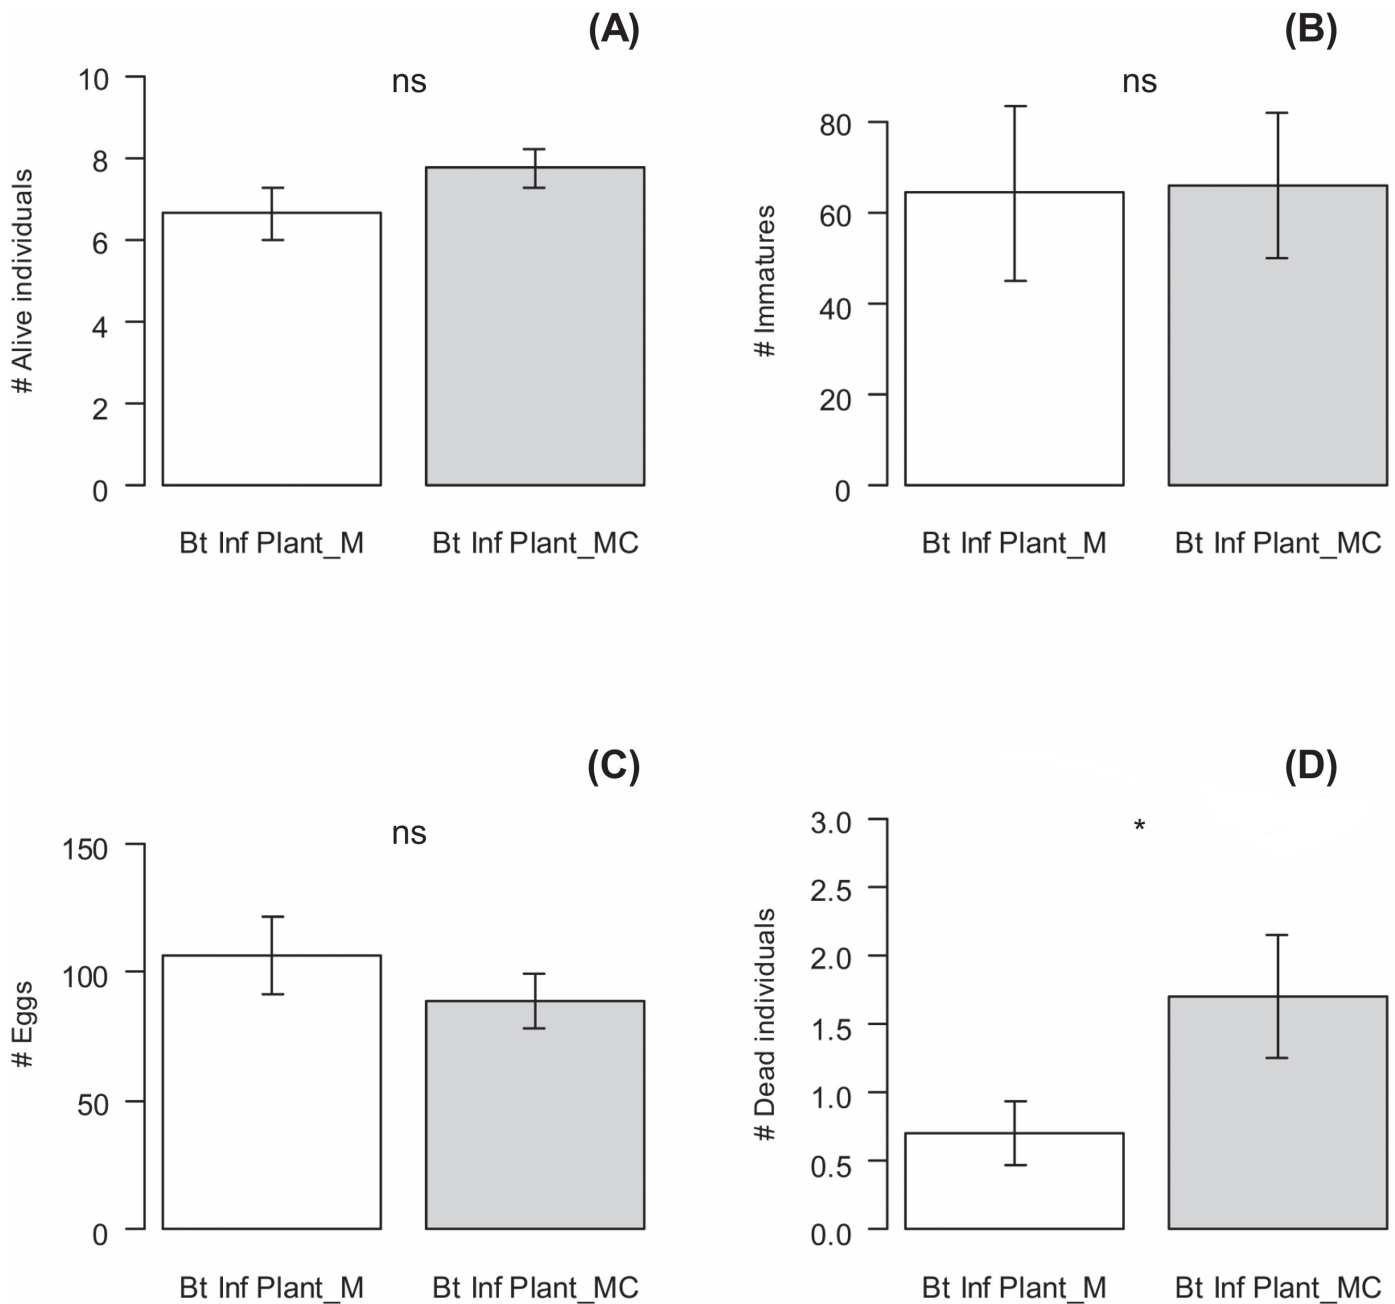 (A)
ns
10
8
6
4
2
0
# Alive individuals
Bt Inf Plant_M
Bt Inf Plant_MC
(B)
ns
80
60
40
20
0
# Immatures
Bt Inf Plant_M
Bt Inf Plant_MC
(C)
ns
150
100
50
0
# Eggs
Bt Inf Plant_M
Bt Inf Plant_MC
(D)
*
3.0
2.5
2.0
1.5
1.0
0.5
0.0
# Dead individuals
Bt Inf Plant_M
Bt Inf Plant_MC